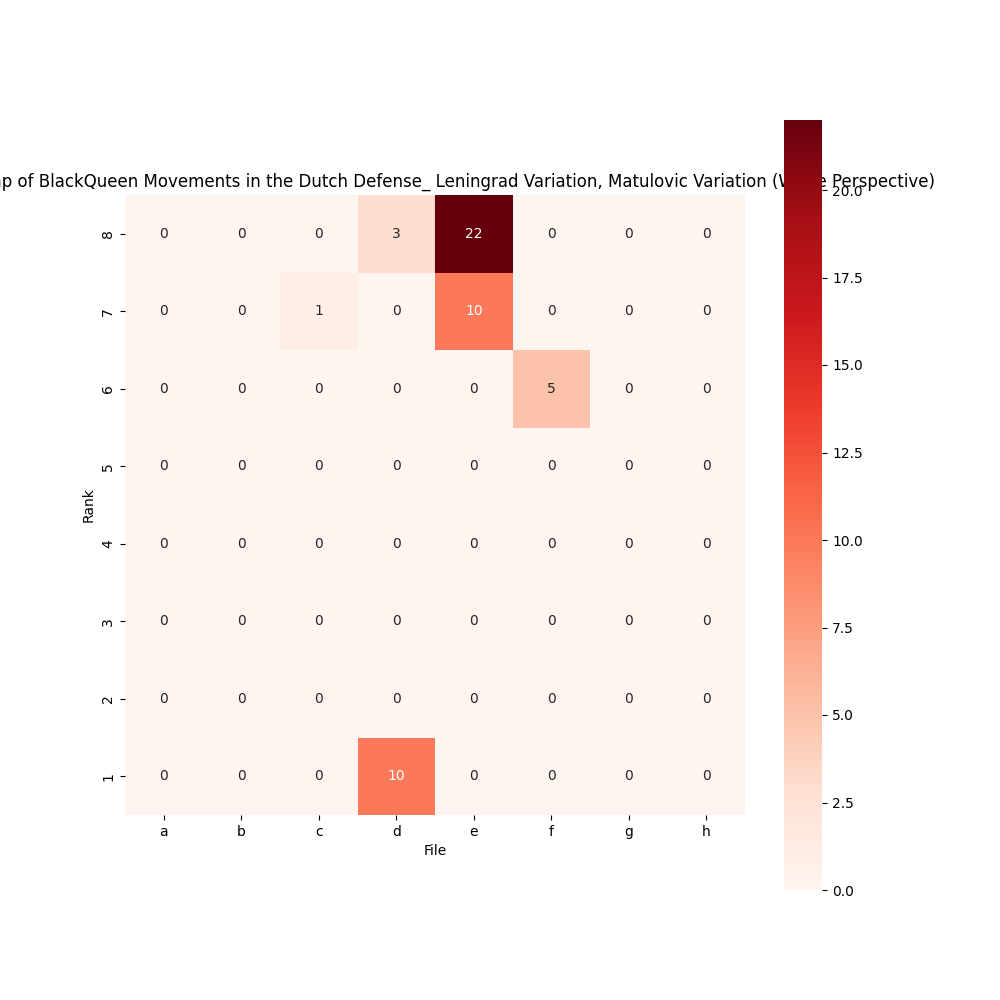 p of BlackQueen Movements in the Dutch Defense_ Leningrad Variation, Matulovic Variation (W e Perspective)
8 0 0 0 3 22 0 0 0
7 0 0 1 0 10 0 0 0
6 0 0 0 0 0 5 0 0
5 0 0 0 0 0 0 0 0
4 0 0 0 0 0 0 0 0
3 0 0 0 0 0 0 0 0
2 0 0 0 0 0 0 0 0
1 0 0 0 10 0 0 0 0
a b c d e f g h
File
Rank
20.0
17.5
15.0
12.5
10.0
7.5
5.0
2.5
0.0